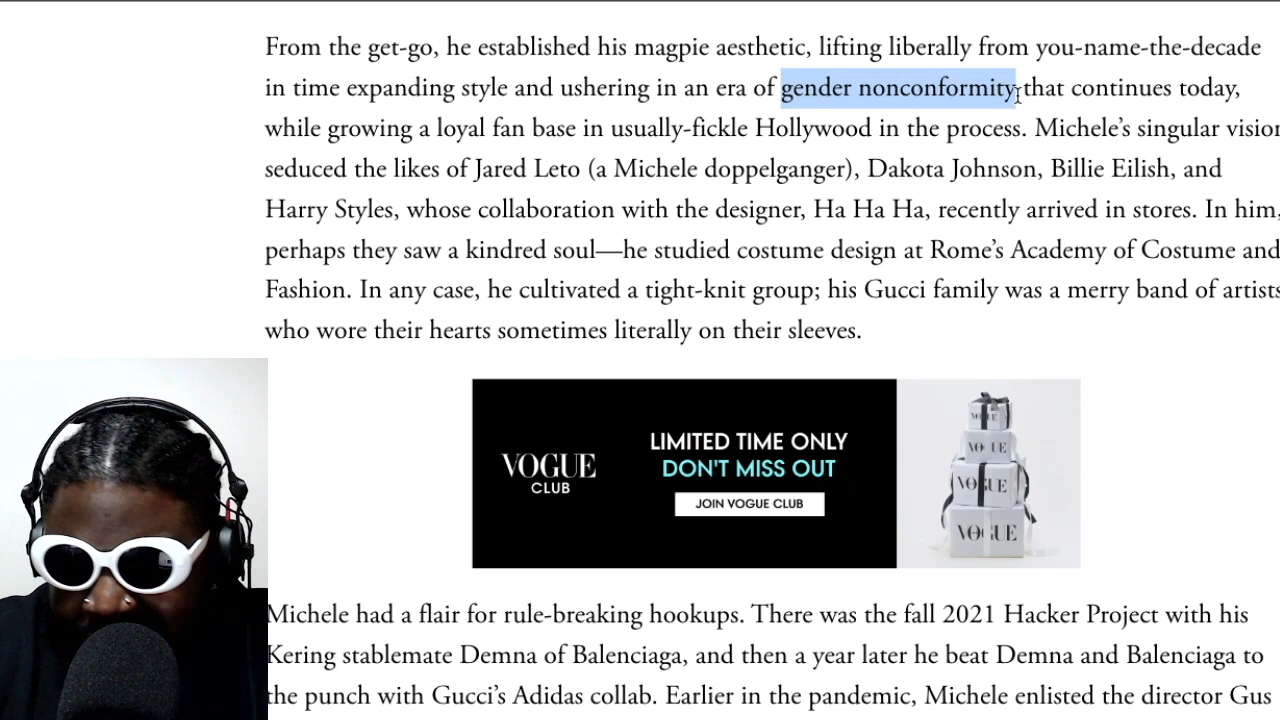 From the get-go, he established his magpie aesthetic, lifting liberally from you-name-the-decade
in time expanding style and ushering in an era of gender nonconformity that continues today,
while growing a loyal fan base in usually-fickle Hollywood in the process. Michele’s singular vision
seduced the likes of Jared Leto (a Michele doppelganger), Dakota Johnson, Billie Eilish, and
Harry Styles, whose collaboration with the designer, Ha Ha Ha, recently arrived in stores. In him,
perhaps they saw a kindred soul—he studied costume design at Rome’s Academy of Costume and
Fashion. In any case, he cultivated a tight-knit group; his Gucci family was a merry band of artists
who wore their hearts sometimes literally on their sleeves.
VOGUE
CLUB
LIMITED TIME ONLY
DON'T MISS OUT
JOIN VOGUE CLUB
VOGUE
VOGUE
VOGUE
VOGUE
Michele had a flair for rule-breaking hookups. There was the fall 2021 Hacker Project with his
Kering stablemate Demna of Balenciaga, and then a year later he beat Demna and Balenciaga to
the punch with Gucci’s Adidas collab. Earlier in the pandemic, Michele enlisted the director Gus